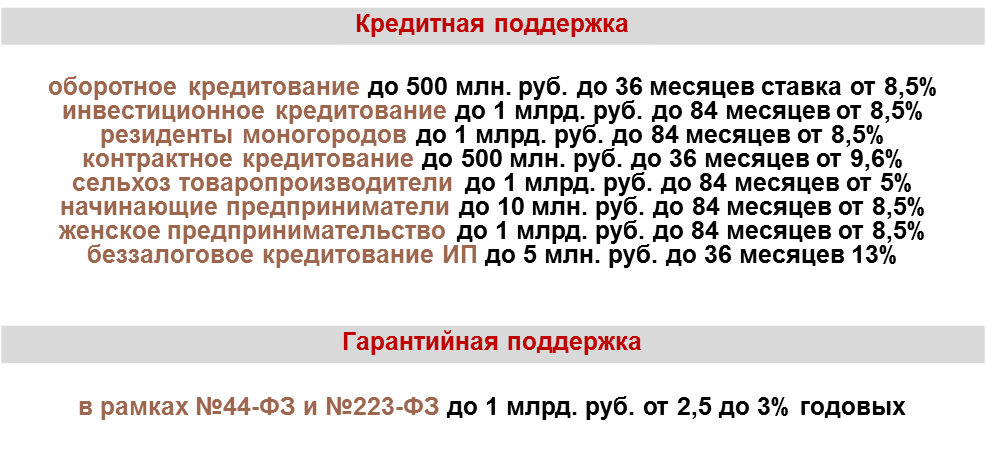 Кредитная поддержка
оборотное кредитование до 500 млн. руб. до 36 месяцев ставка от 8,5%
инвестиционное кредитование до 1 млрд. руб. до 84 месяцев от 8,5%
резиденты моногородов до 1 млрд. руб. до 84 месяцев от 8,5%
контрактное кредитование до 500 млн. руб. до 36 месяцев от 9,6%
сельхоз товаропроизводители до 1 млрд. руб. до 84 месяцев от 5%
начинающие предприниматели до 10 млн. руб. до 84 месяцев от 8,5%
женское предпринимательство до 1 млрд. руб. до 84 месяцев от 8,5%
беззалоговое кредитование ИП до 5 млн. руб. до 36 месяцев 13%
Гарантийная поддержка
в рамках №44-ФЗ и №223-ФЗ до 1 млрд. руб. от 2,5 до 3% годовых